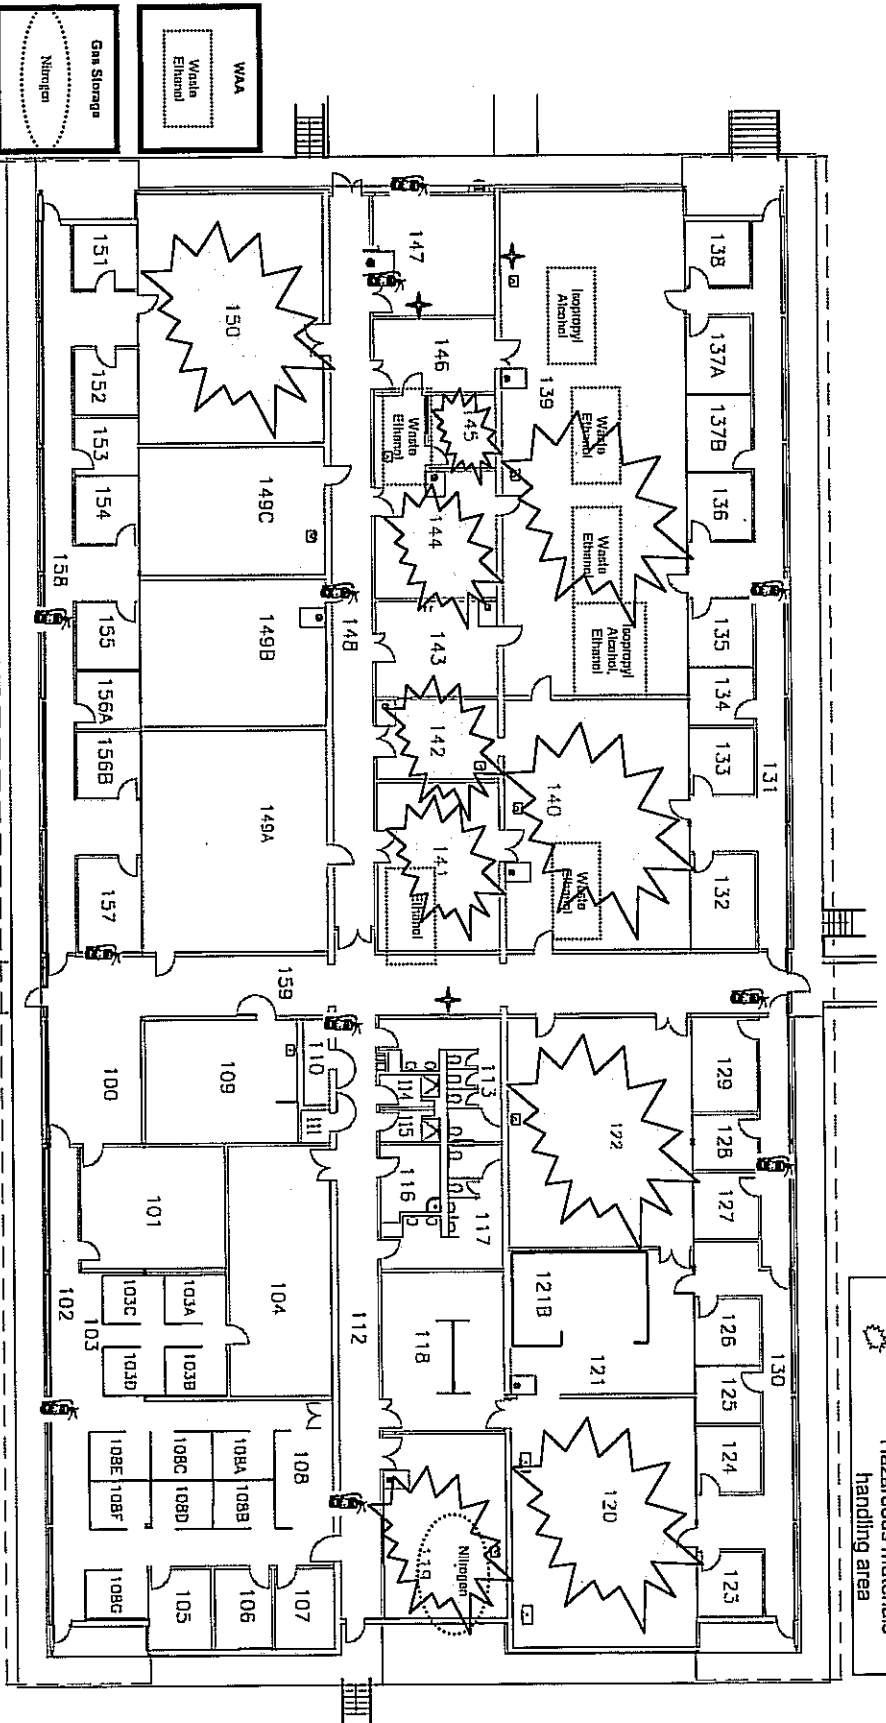 Hazardous materials
handling area
WAA
Waste
Ethanol
Gas Storage
Nitrogen
138
137A
137B
136
135
134
133
131
132
129
128
127
126
125
130
124
123
139
Isopropyl
Alcohol
Waste
Ethanol
Waste
Ethanol
Isopropyl
Alcohol,
Ethanol
140
Waste
Ethanol
122
121B
121
120
147
146
145
Waste
Ethanol
144
143
142
141
Ethanol
113
114
115
116
117
118
119
Nitrogen
148
112
150
149C
149B
149A
159
109
110
111
101
104
100
151
152
153
154
155
156A
156B
157
158
102
103
103A
103B
103C
103D
108
108A
108B
108C
108D
108E
108F
108G
105
106
107